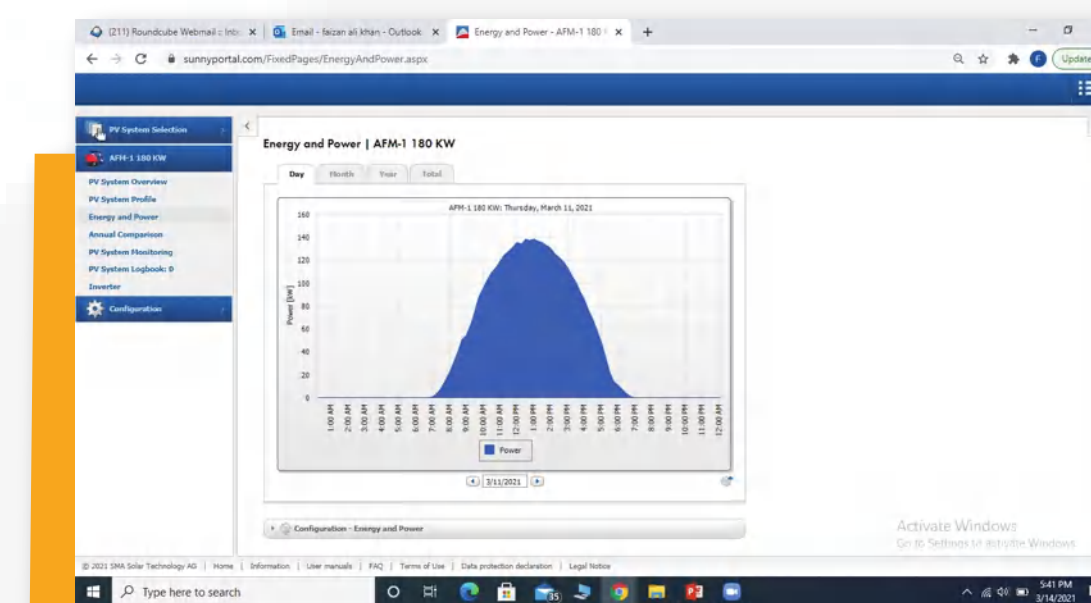 (211) Roundcube Webmail :: Inb
Email - faizan ali khan - Outlook
Energy and Power - AFM-1 180
sunnyportal.com/FixedPages/EnergyAndPower.aspx
F
Update
PV System Selection
AFM-1 180 KW
PV System Overview
PV System Profile
Energy and Power
Annual Comparison
PV System Monitoring
PV System Logbook: 0
Inverter
Configuration
Energy and Power | AFM-1 180 KW
Day Month Year Total
AFM-1 180 KW: Thursday, March 11, 2021
Power [kW]
160
140
120
100
80
60
40
20
0
1:00 AM
2:00 AM
3:00 AM
4:00 AM
5:00 AM
6:00 AM
7:00 AM
8:00 AM
9:00 AM
10:00 AM
11:00 AM
12:00 PM
1:00 PM
2:00 PM
3:00 PM
4:00 PM
5:00 PM
6:00 PM
7:00 PM
8:00 PM
9:00 PM
10:00 PM
11:00 PM
12:00 AM
Power
3/11/2021
Configuration - Energy and Power
Activate Windows
Go to Settings to activate Windows.
© 2021 SMA Solar Technology AG | Home | Information | User manuals | FAQ | Terms of Use | Data protection declaration | Legal Notice
Type here to search
35
5:41 PM
3/14/2021